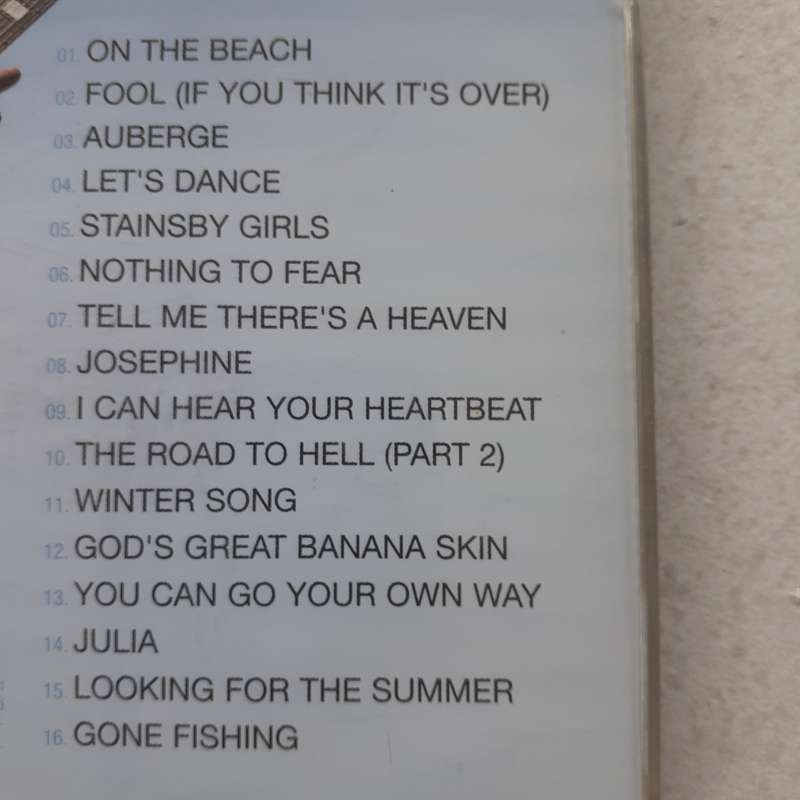 01. ON THE BEACH
02. FOOL (IF YOU THINK IT'S OVER)
03. AUBERGE
04. LET'S DANCE
05. STAINSBY GIRLS
06. NOTHING TO FEAR
07. TELL ME THERE'S A HEAVEN
08. JOSEPHINE
09. I CAN HEAR YOUR HEARTBEAT
10. THE ROAD TO HELL (PART 2)
11. WINTER SONG
12. GOD'S GREAT BANANA SKIN
13. YOU CAN GO YOUR OWN WAY
14. JULIA
15. LOOKING FOR THE SUMMER
16. GONE FISHING